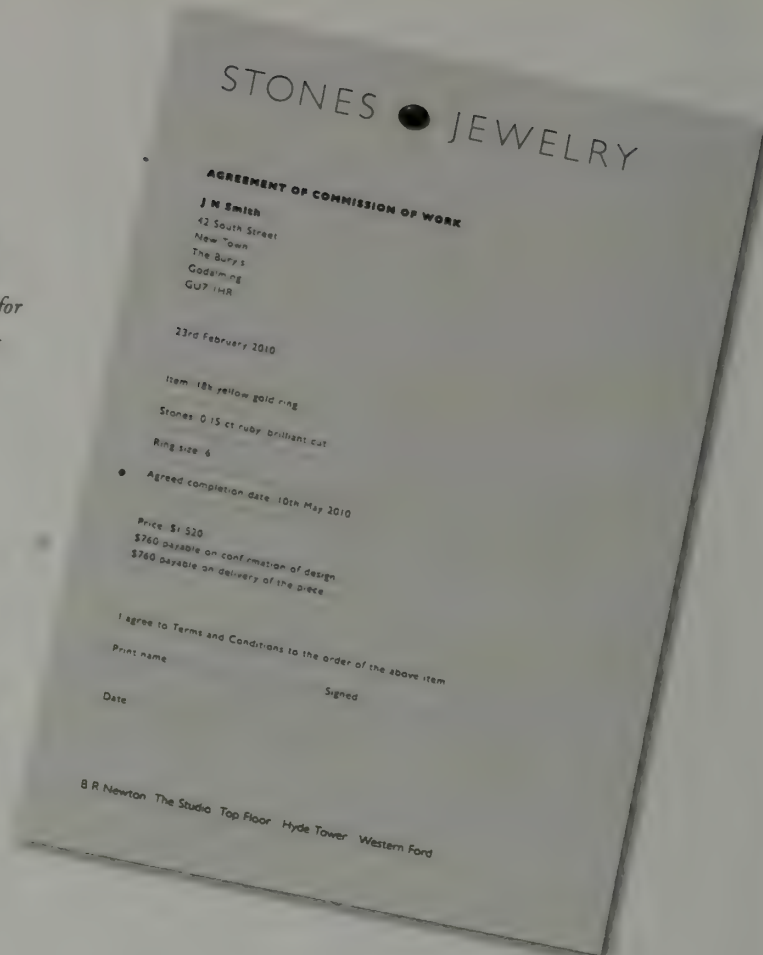 STONES JEWELRY
AGREEMENT OF COMMISSION OF WORK
J N Smith
42 South Street
New Town
The Burys
Godalming
GU7 1HR
for
23rd February 2010
Item 18k yellow gold ring
Stones 0.15 ct ruby brilliant cut
Ring size 6
Agreed completion date 10th May 2010
Price $1 520
$760 payable on confirmation of design
$760 payable on delivery of the piece
I agree to Terms and Conditions to the order of the above item
Print name
Signed
Date
B R Newton The Studio Top Floor Hyde Tower Western Ford